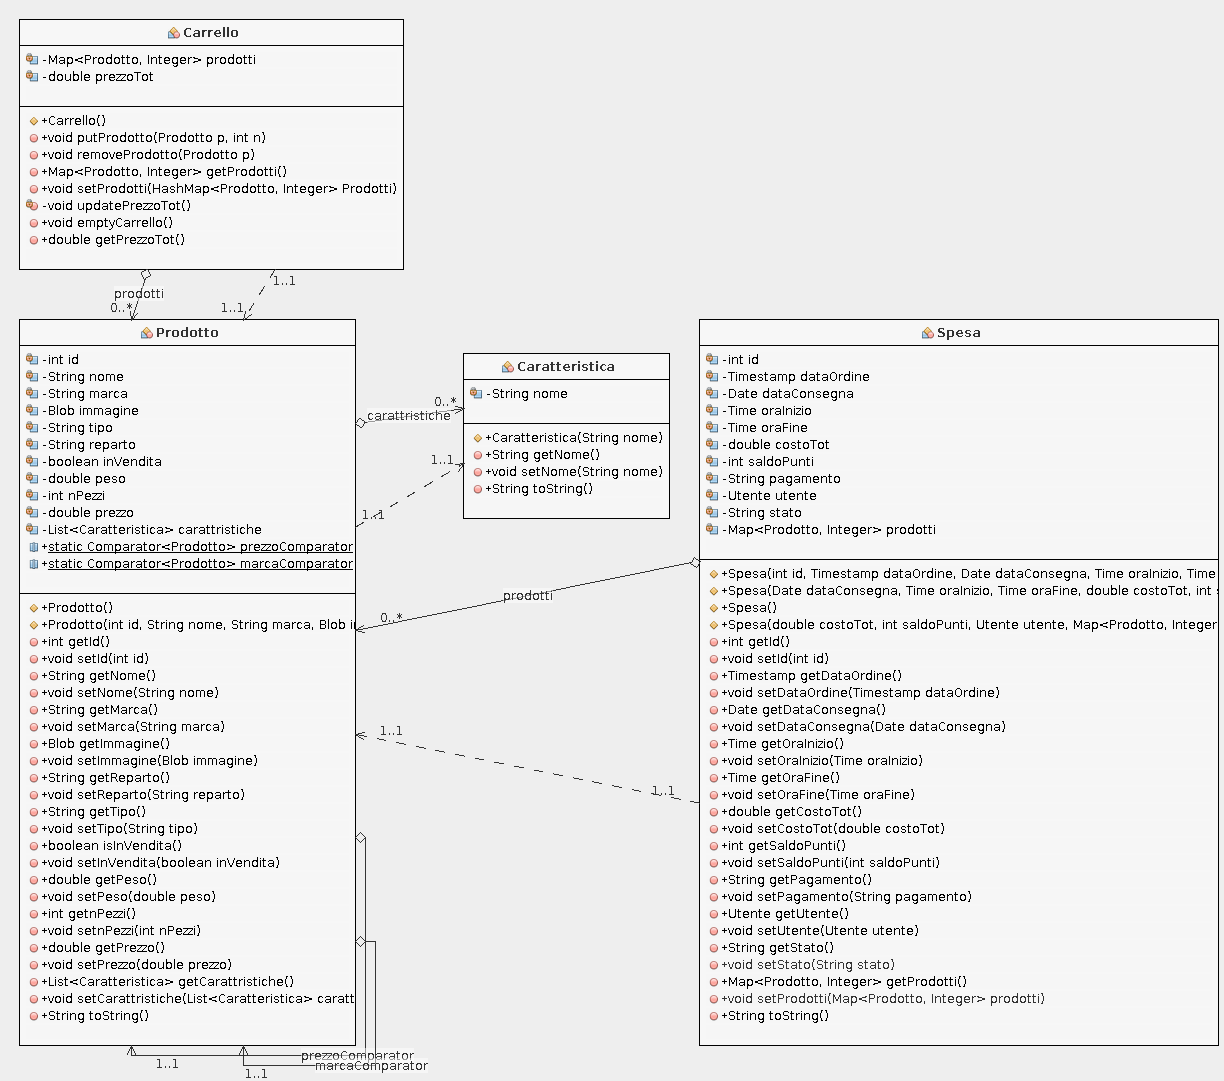 Carrello
-Map<Prodotto, Integer> prodotti
-double prezzoTot
+Carrello()
+void putProdotto(Prodotto p, int n)
+void removeProdotto(Prodotto p)
+Map<Prodotto, Integer> getProdotti()
+void setProdotti(HashMap<Prodotto, Integer> Prodotti)
-void updatePrezzoTot()
+void emptyCarrello()
+double getPrezzoTot()
prodotti
0..*
1..1
1..1
Prodotto
-int id
-String nome
-String marca
-Blob immagine
-String tipo
-String reparto
-boolean inVendita
-double peso
-int nPezzi
-double prezzo
-List<Caratteristica> carattristiche
+static Comparator<Prodotto> prezzoComparator
+static Comparator<Prodotto> marcaComparator
+Prodotto()
+Prodotto(int id, String nome, String marca, Blob i
+int getId()
+void setId(int id)
+String getNome()
+void setNome(String nome)
+String getMarca()
+void setMarca(String marca)
+Blob getImmagine()
+void setImmagine(Blob immagine)
+String getReparto()
+void setReparto(String reparto)
+String getTipo()
+void setTipo(String tipo)
+boolean isInVendita()
+void setInVendita(boolean inVendita)
+double getPeso()
+void setPeso(double peso)
+int getnPezzi()
+void setnPezzi(int nPezzi)
+double getPrezzo()
+void setPrezzo(double prezzo)
+List<Caratteristica> getCarattristiche()
+void setCarattristiche(List<Caratteristica> caratt
+String toString()
carattristiche
0..*
1..1
1..1
Caratteristica
-String nome
+Caratteristica(String nome)
+String getNome()
+void setNome(String nome)
+String toString()
prodotti
0..*
1..1
1..1
Spesa
-int id
-Timestamp dataOrdine
-Date dataConsegna
-Time oraInizio
-Time oraFine
-double costoTot
-int saldoPunti
-String pagamento
-Utente utente
-String stato
-Map<Prodotto, Integer> prodotti
+Spesa(int id, Timestamp dataOrdine, Date dataConsegna, Time oraInizio, Time
+Spesa(Date dataConsegna, Time oraInizio, Time oraFine, double costoTot, int s
+Spesa()
+Spesa(double costoTot, int saldoPunti, Utente utente, Map<Prodotto, Integer
+int getId()
+void setId(int id)
+Timestamp getDataOrdine()
+void setDataOrdine(Timestamp dataOrdine)
+Date getDataConsegna()
+void setDataConsegna(Date dataConsegna)
+Time getOraInizio()
+void setOraInizio(Time oraInizio)
+Time getOraFine()
+void setOraFine(Time oraFine)
+double getCostoTot()
+void setCostoTot(double costoTot)
+int getSaldoPunti()
+void setSaldoPunti(int saldoPunti)
+String getPagamento()
+void setPagamento(String pagamento)
+Utente getUtente()
+void setUtente(Utente utente)
+String getStato()
+void setStato(String stato)
+Map<Prodotto, Integer> getProdotti()
+void setProdotti(Map<Prodotto, Integer> prodotti)
+String toString()
prezzoComparator
1..1
marcaComparator
1..1